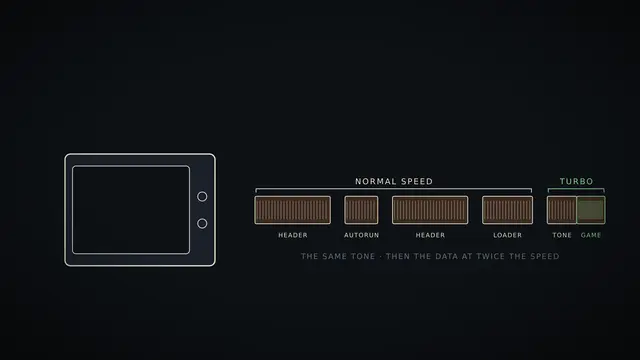 NORMAL SPEED TURBO
HEADER AUTORUN HEADER LOADER TONE GAME
THE SAME TONE · THEN THE DATA AT TWICE THE SPEED